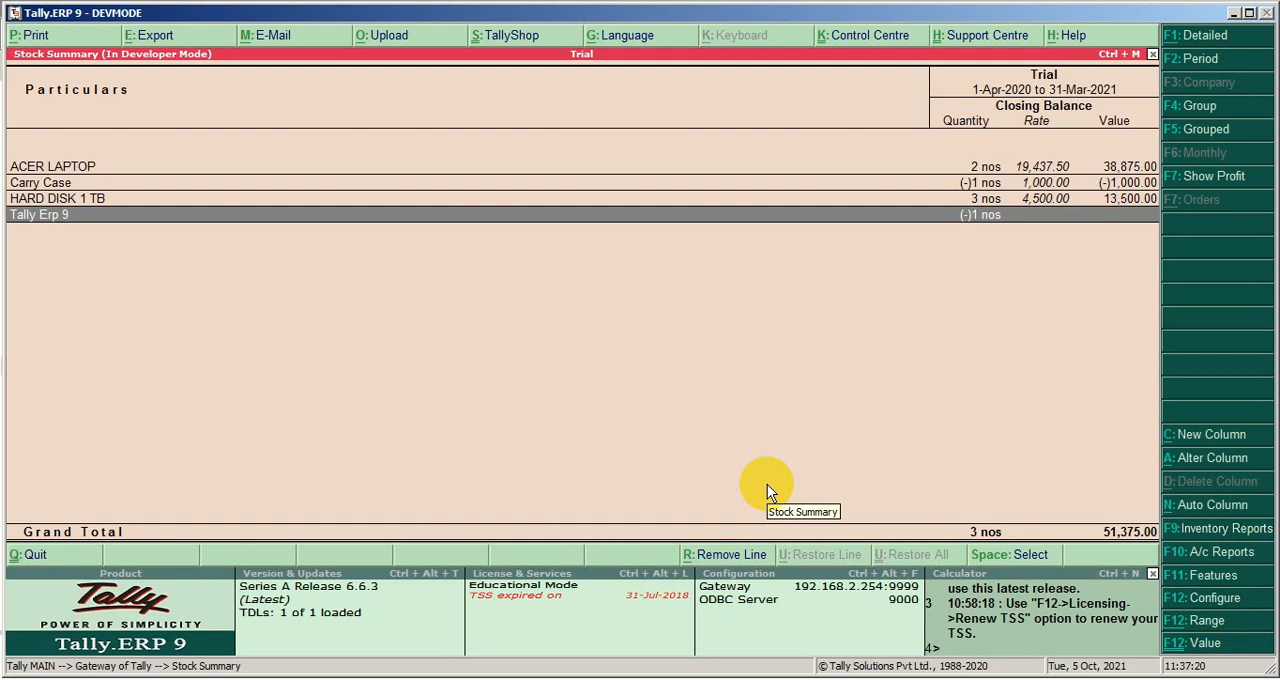 Tally.ERP 9 - DEVMODE
P: Print E: Export M: E-Mail O: Upload S: TallyShop G: Language K: Keyboard K: Control Centre H: Support Centre H: Help
Stock Summary (In Developer Mode) Trial Ctrl + M
Particulars
Trial
1-Apr-2020 to 31-Mar-2021
Closing Balance
Quantity Rate Value
ACER LAPTOP 2 nos 19,437.50 38,875.00
Carry Case (-)1 nos 1,000.00 (-)1,000.00
HARD DISK 1 TB 3 nos 4,500.00 13,500.00
Tally Erp 9 (-)1 nos
Stock Summary
Grand Total 3 nos 51,375.00
F1: Detailed
F2: Period
F3: Company
F4: Group
F5: Grouped
F6: Monthly
F7: Show Profit
F7: Orders
C: New Column
A: Alter Column
D: Delete Column
N: Auto Column
F9: Inventory Reports
F10: A/c Reports
F11: Features
F12: Configure
F12: Range
F12: Value
Q: Quit R: Remove Line U: Restore Line U: Restore All Space: Select
Product
Tally
POWER OF SIMPLICITY
Tally.ERP 9
Version & Updates Ctrl + Alt + T
Series A Release 6.6.3
(Latest)
TDLs: 1 of 1 loaded
License & Services Ctrl + Alt + L
Educational Mode
TSS expired on 31-Jul-2018
Configuration Ctrl + Alt + F
Gateway 192.168.2.254:9999
ODBC Server 9000
Calculator Ctrl + N
use this latest release.
3 10:58:18 : Use "F12->Licensing-
>Renew TSS" option to renew your
TSS.
4>
Tally MAIN --> Gateway of Tally --> Stock Summary © Tally Solutions Pvt Ltd., 1988-2020 Tue, 5 Oct, 2021 11:37:20